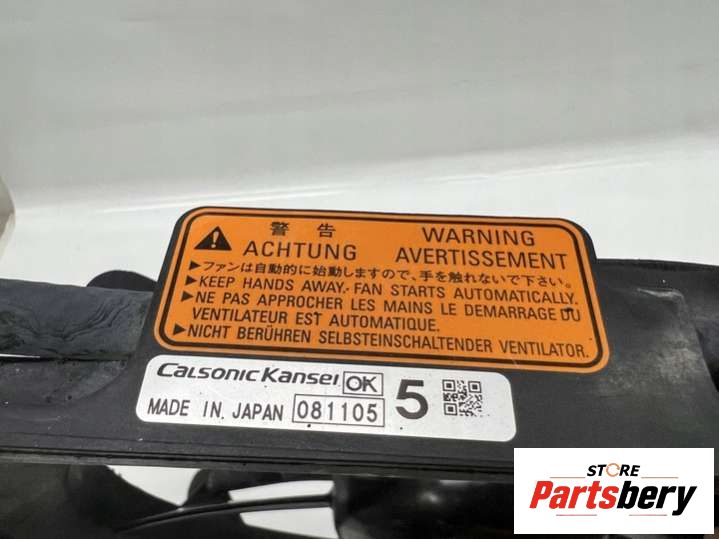 警告 WARNING
ACHTUNG AVERTISSEMENT
▶ファンは自動的に始動しますので、手を触れないで下さい。
▶KEEP HANDS AWAY. FAN STARTS AUTOMATICALLY.
▶NE PAS APPROCHER LES MAINS LE DEMARRAGE DU
VENTILATEUR EST AUTOMATIQUE.
▶NICHT BERÜHREN SELBSTEINSCHALTENDER VENTILATOR.
CALSONIC KANSEI OK 5
MADE IN JAPAN 081105
STORE
Partsbery